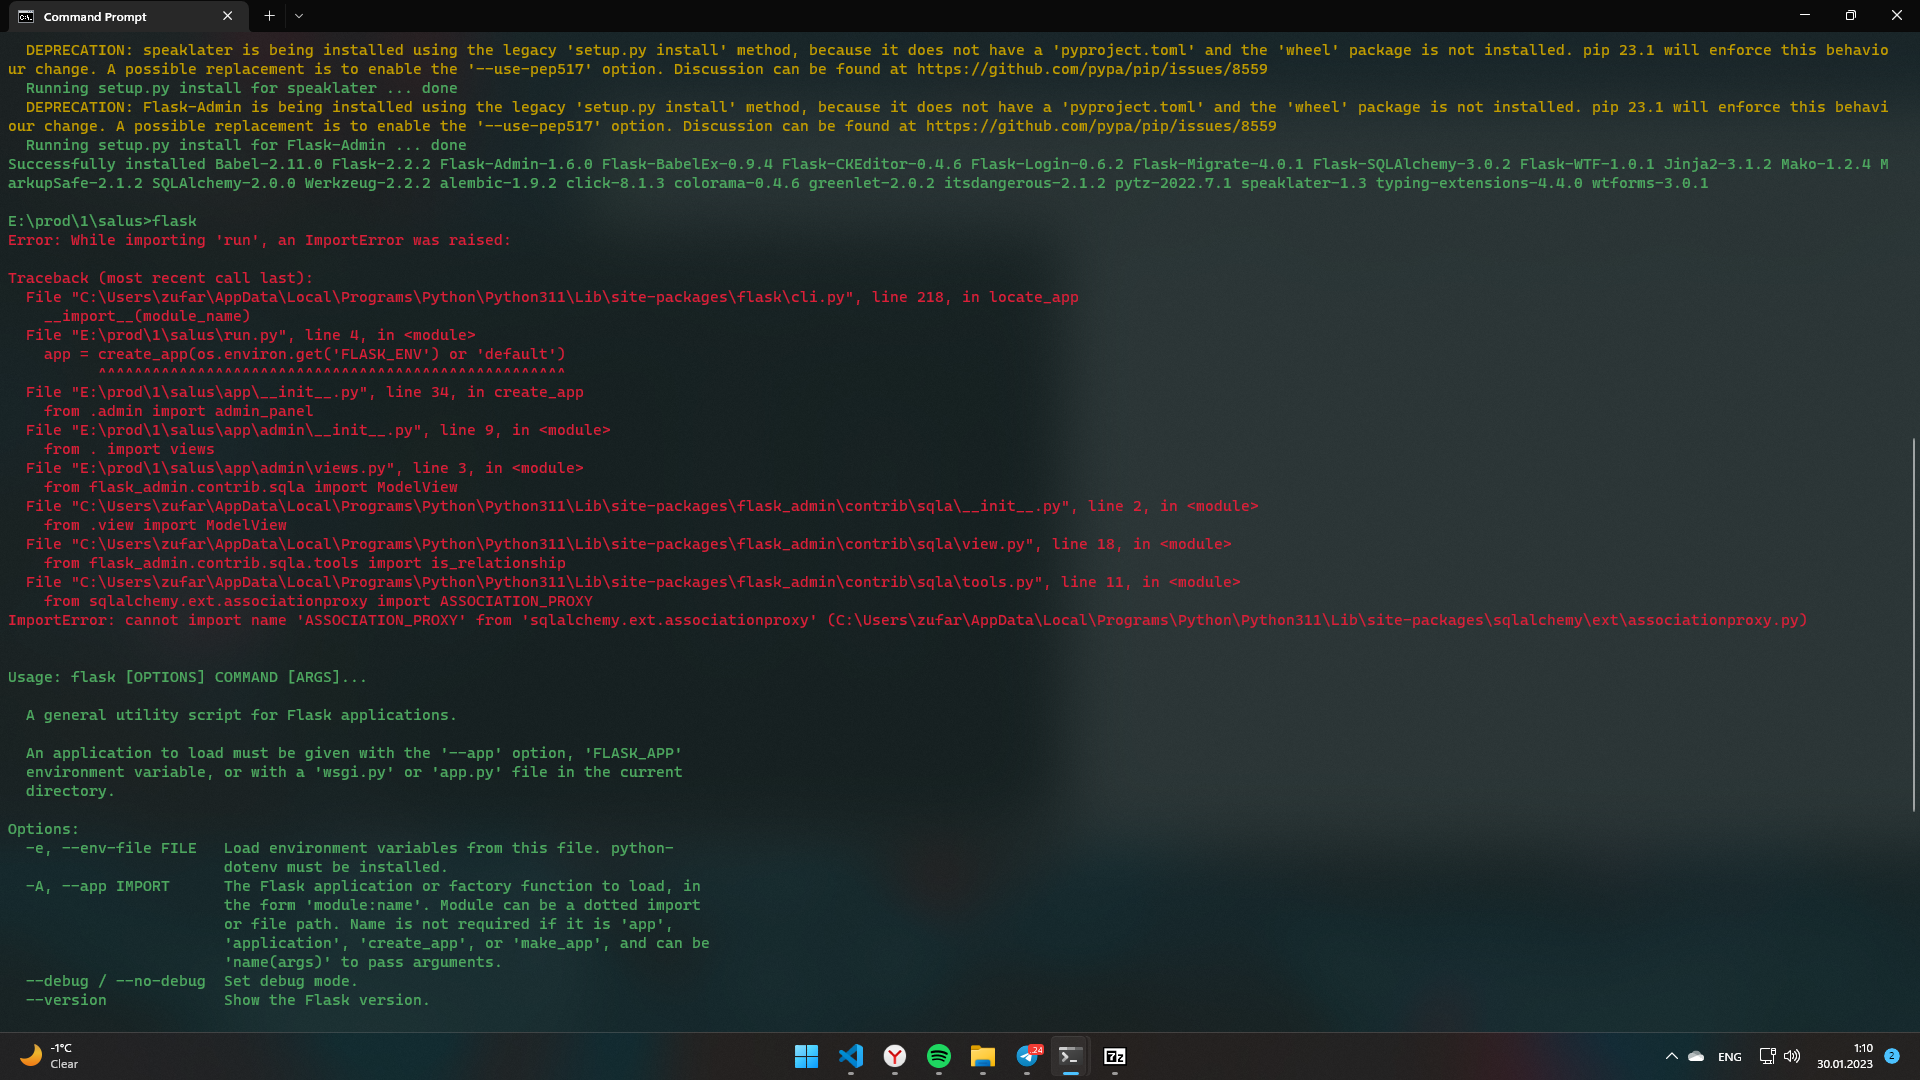 Command Prompt
DEPRECATION: speaklater is being installed using the legacy 'setup.py install' method, because it does not have a 'pyproject.toml' and the 'wheel' package is not installed. pip 23.1 will enforce this behavio
ur change. A possible replacement is to enable the '--use-pep517' option. Discussion can be found at https://github.com/pypa/pip/issues/8559
Running setup.py install for speaklater ... done
DEPRECATION: Flask-Admin is being installed using the legacy 'setup.py install' method, because it does not have a 'pyproject.toml' and the 'wheel' package is not installed. pip 23.1 will enforce this behavi
our change. A possible replacement is to enable the '--use-pep517' option. Discussion can be found at https://github.com/pypa/pip/issues/8559
Running setup.py install for Flask-Admin ... done
Successfully installed Babel-2.11.0 Flask-2.2.2 Flask-Admin-1.6.0 Flask-BabelEx-0.9.4 Flask-CKEditor-0.4.6 Flask-Login-0.6.2 Flask-Migrate-4.0.1 Flask-SQLAlchemy-3.0.2 Flask-WTF-1.0.1 Jinja2-3.1.2 Mako-1.2.4 M
arkupSafe-2.1.2 SQLAlchemy-2.0.0 Werkzeug-2.2.2 alembic-1.9.2 click-8.1.3 colorama-0.4.6 greenlet-2.0.2 itsdangerous-2.1.2 pytz-2022.7.1 speaklater-1.3 typing-extensions-4.4.0 wtforms-3.0.1
E:\prod\1\salus>flask
Error: While importing 'run', an ImportError was raised:
Traceback (most recent call last):
File "C:\Users\zufar\AppData\Local\Programs\Python\Python311\Lib\site-packages\flask\cli.py", line 218, in locate_app
__import__(module_name)
File "E:\prod\1\salus\run.py", line 4, in <module>
app = create_app(os.environ.get('FLASK_ENV') or 'default')
^^^^^^^^^^^^^^^^^^^^^^^^^^^^^^^^^^^^^^^^^^^^^^^^^^^^
File "E:\prod\1\salus\app\__init__.py", line 34, in create_app
from .admin import admin_panel
File "E:\prod\1\salus\app\admin\__init__.py", line 9, in <module>
from . import views
File "E:\prod\1\salus\app\admin\views.py", line 3, in <module>
from flask_admin.contrib.sqla import ModelView
File "C:\Users\zufar\AppData\Local\Programs\Python\Python311\Lib\site-packages\flask_admin\contrib\sqla\__init__.py", line 2, in <module>
from .view import ModelView
File "C:\Users\zufar\AppData\Local\Programs\Python\Python311\Lib\site-packages\flask_admin\contrib\sqla\view.py", line 18, in <module>
from flask_admin.contrib.sqla.tools import is_relationship
File "C:\Users\zufar\AppData\Local\Programs\Python\Python311\Lib\site-packages\flask_admin\contrib\sqla\tools.py", line 11, in <module>
from sqlalchemy.ext.associationproxy import ASSOCIATION_PROXY
ImportError: cannot import name 'ASSOCIATION_PROXY' from 'sqlalchemy.ext.associationproxy' (C:\Users\zufar\AppData\Local\Programs\Python\Python311\Lib\site-packages\sqlalchemy\ext\associationproxy.py)
Usage: flask [OPTIONS] COMMAND [ARGS]...
A general utility script for Flask applications.
An application to load must be given with the '--app' option, 'FLASK_APP'
environment variable, or with a 'wsgi.py' or 'app.py' file in the current
directory.
Options:
-e, --env-file FILE   Load environment variables from this file. python-
dotenv must be installed.
-A, --app IMPORT      The Flask application or factory function to load, in
the form 'module:name'. Module can be a dotted import
or file path. Name is not required if it is 'app',
'application', 'create_app', or 'make_app', and can be
'name(args)' to pass arguments.
--debug / --no-debug  Set debug mode.
--version             Show the Flask version.
-1°C
Clear
24
7z
ENG
1:10
30.01.2023
2